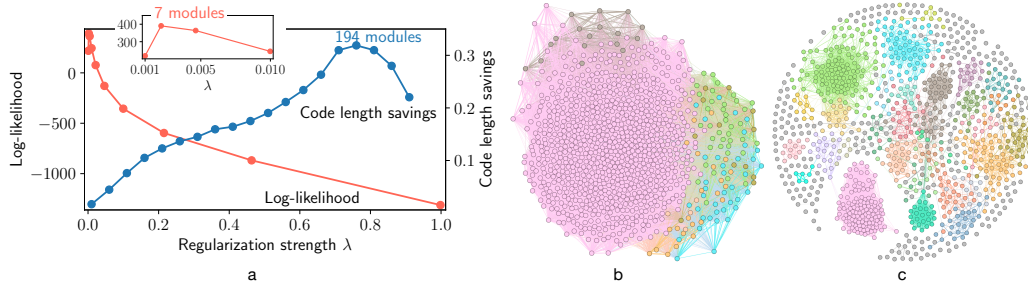 7 modules
400
300
0.001
0.005
0.010
λ
194 modules
0
−500
−1000
Log-likelihood
0.3
0.2
0.1
Code length savings
Code length savings
Log-likelihood
0.0
0.2
0.4
0.6
0.8
1.0
Regularization strength λ
a
b
c